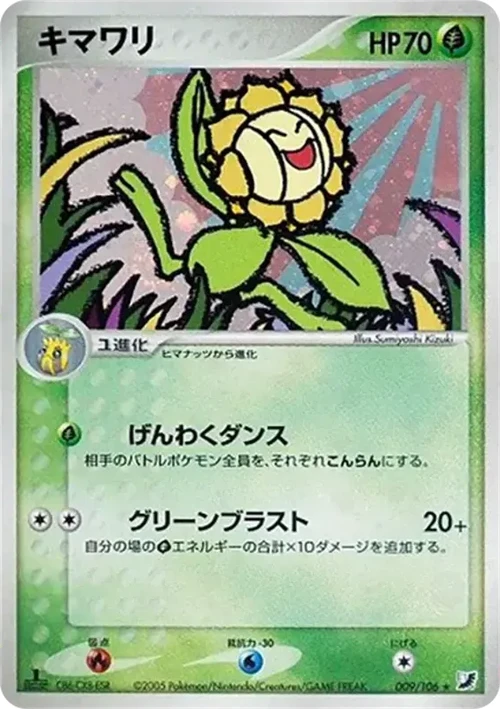 キマワリ HP70
1進化
ヒマナッツから進化
Illus.Sumiyoshi Kizuki
げんわくダンス
相手のバトルポケモン全員を、それぞれこんらんにする。
グリーンブラスト 20+
自分の場のエネルギーの合計×10ダメージを追加する。
弱点 抵抗力-30 にげる
1
C86-CX8-ESR ©2005 Pokémon/Nintendo/Creatures/GAME FREAK 009/106 ★